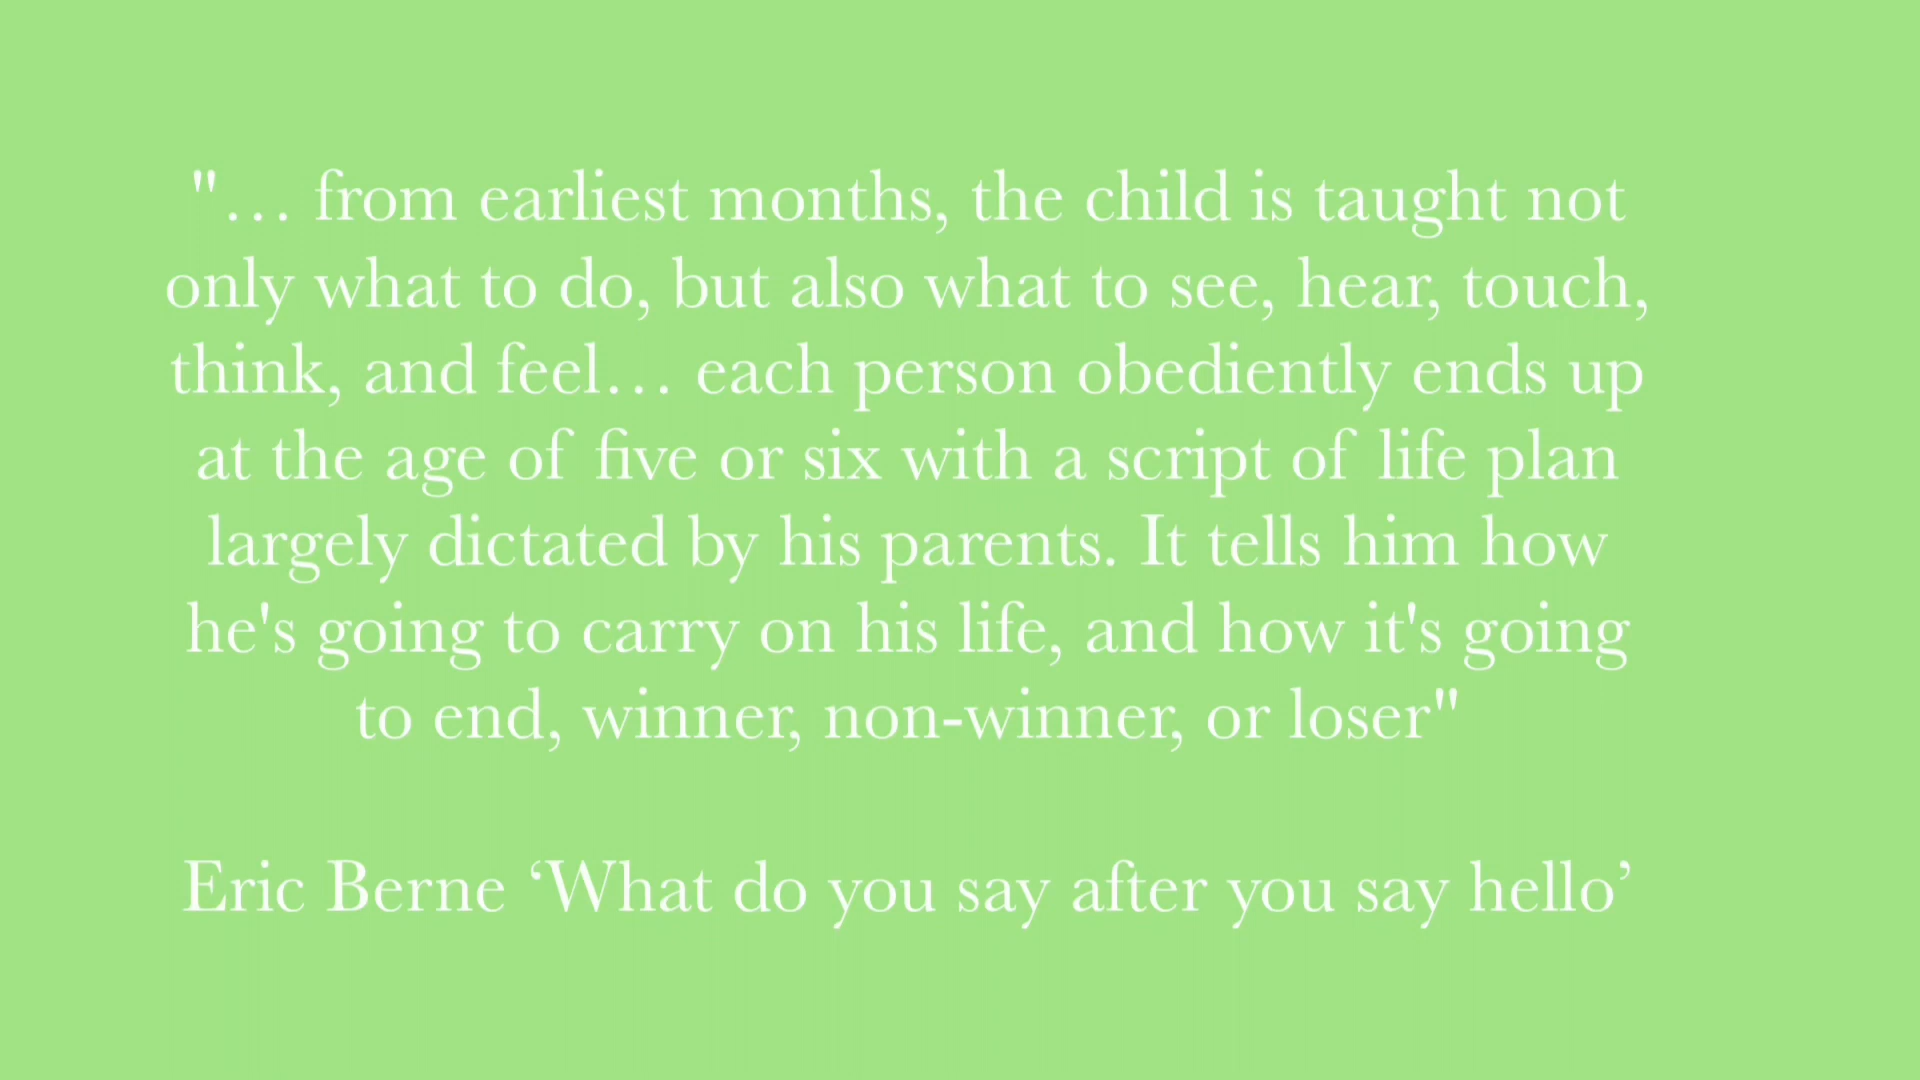 "… from earliest months, the child is taught not
only what to do, but also what to see, hear, touch,
think, and feel… each person obediently ends up
at the age of five or six with a script of life plan
largely dictated by his parents. It tells him how
he's going to carry on his life, and how it's going
to end, winner, non-winner, or loser"
Eric Berne ‘What do you say after you say hello’